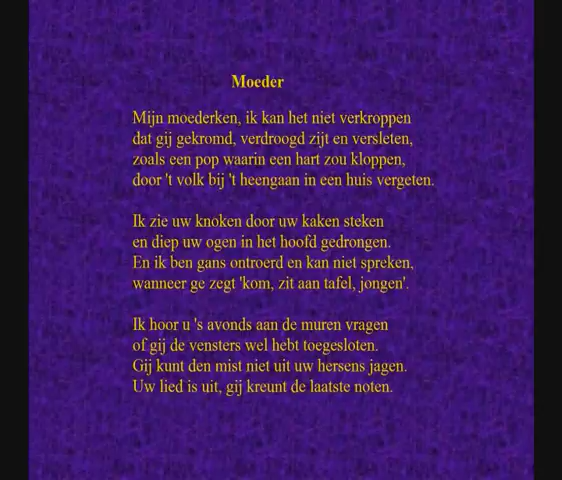 Moeder
Mijn moederken, ik kan het niet verkroppen
dat gij gekromd, verdroogd zijt en versleten,
zoals een pop waarin een hart zou kloppen,
door 't volk bij 't heengaan in een huis vergeten.
Ik zie uw knoken door uw kaken steken
en diep uw ogen in het hoofd gedrongen.
En ik ben gans ontroerd en kan niet spreken,
wanneer ge zegt 'kom, zit aan tafel, jongen'.
Ik hoor u 's avonds aan de muren vragen
of gij de vensters wel hebt toegesloten.
Gij kunt den mist niet uit uw hersens jagen.
Uw lied is uit, gij kreunt de laatste noten.